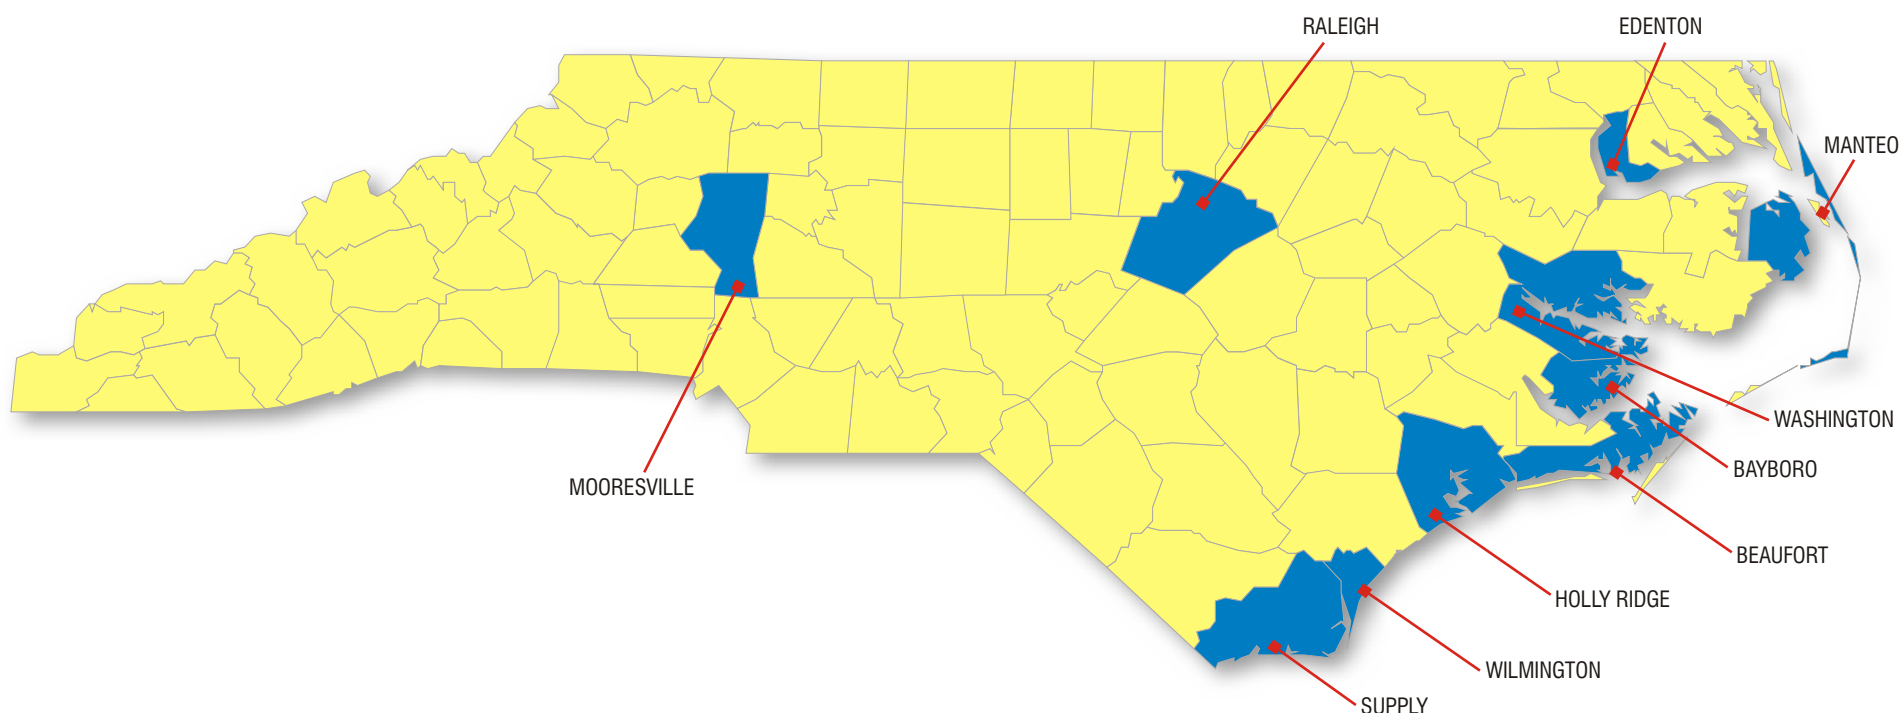 RALEIGH
EDENTON
MANTEO
WASHINGTON
BAYBORO
MOORESVILLE
BEAUFORT
HOLLY RIDGE
WILMINGTON
SUPPLY